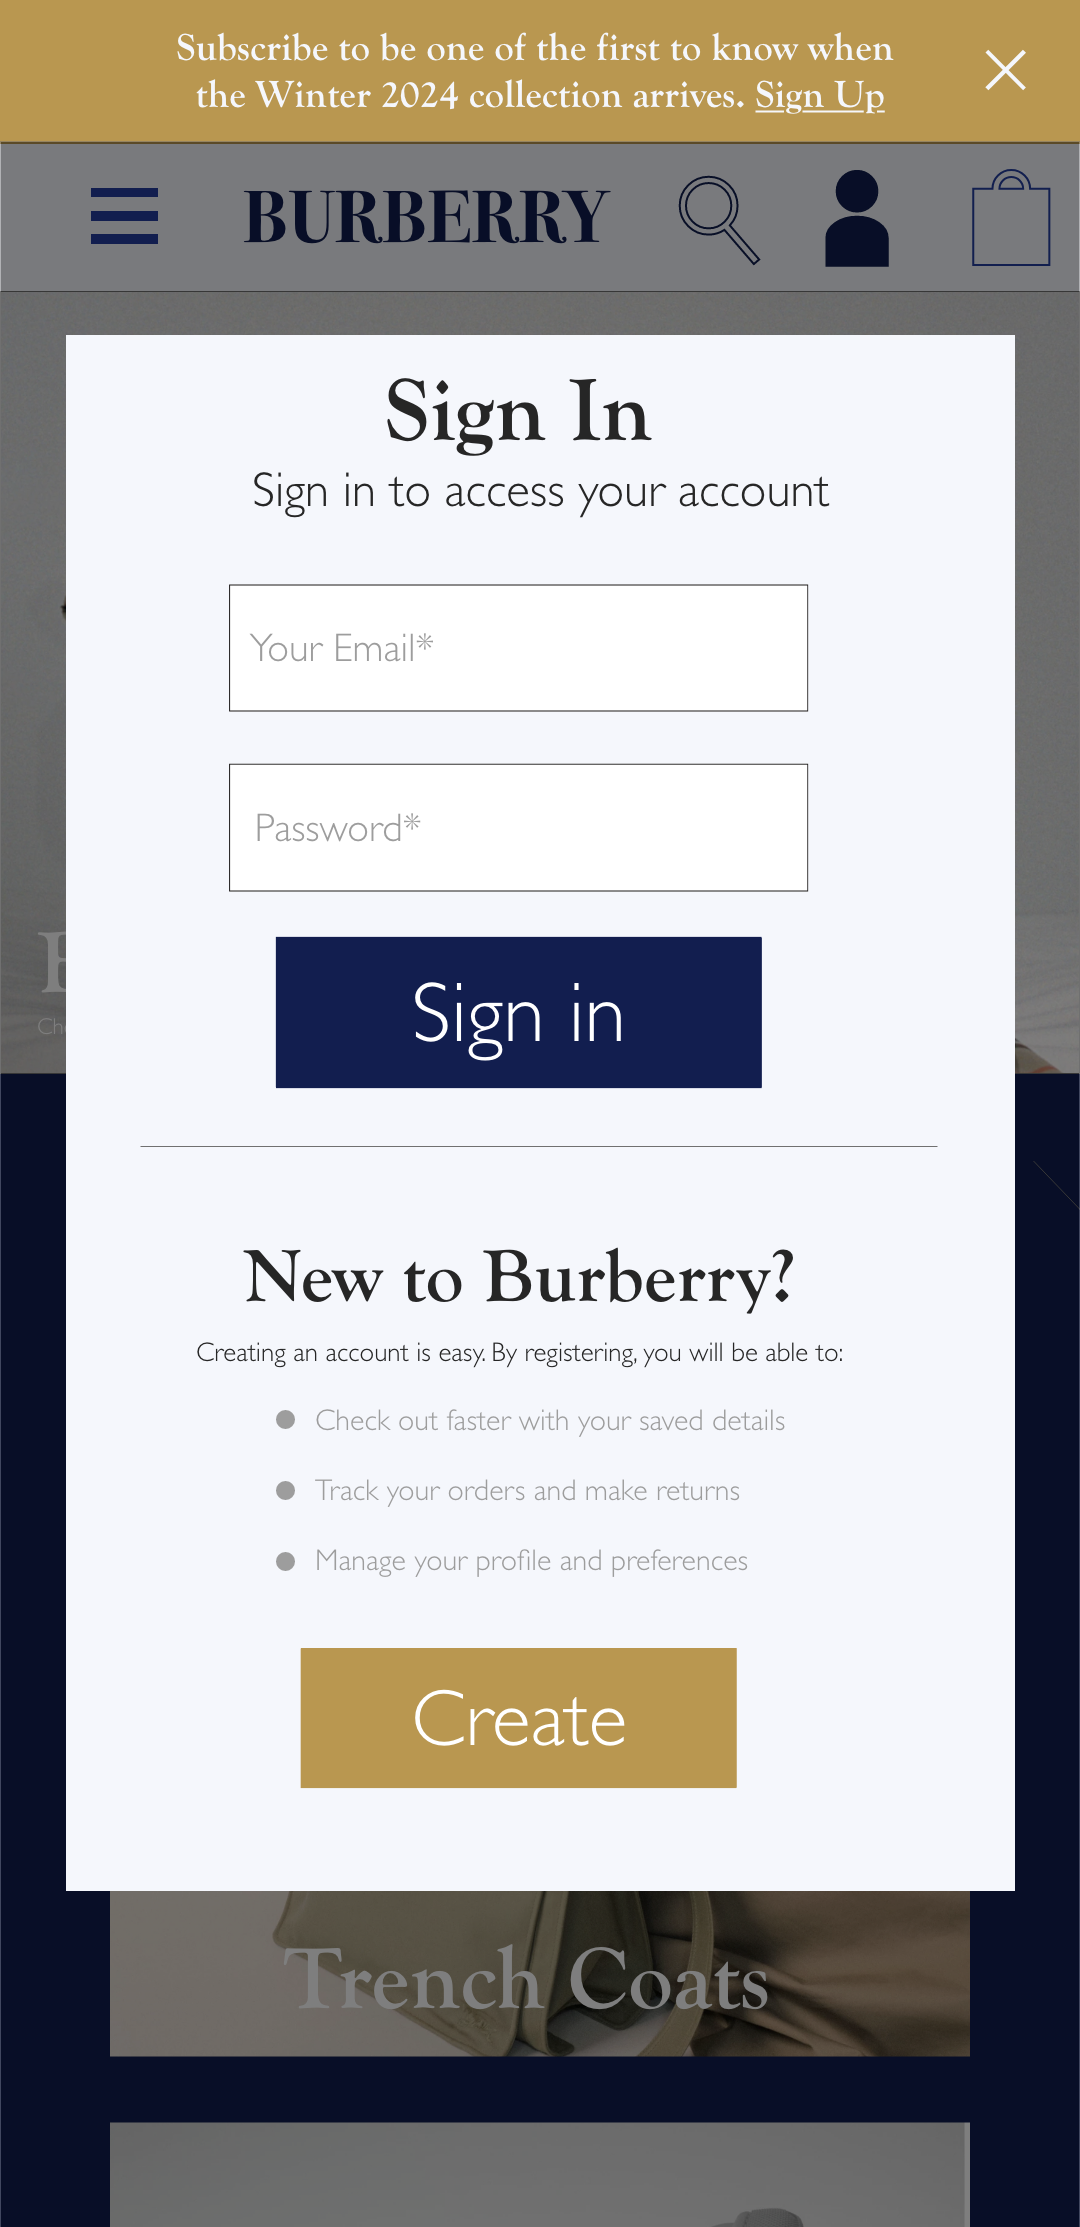 Subscribe to be one of the first to know when
the Winter 2024 collection arrives. Sign Up
BURBERRY
Sign In
Sign in to access your account
Your Email*
Password*
Sign in
New to Burberry?
Creating an account is easy. By registering, you will be able to:
Check out faster with your saved details
Track your orders and make returns
Manage your profile and preferences
Create
Trench Coats